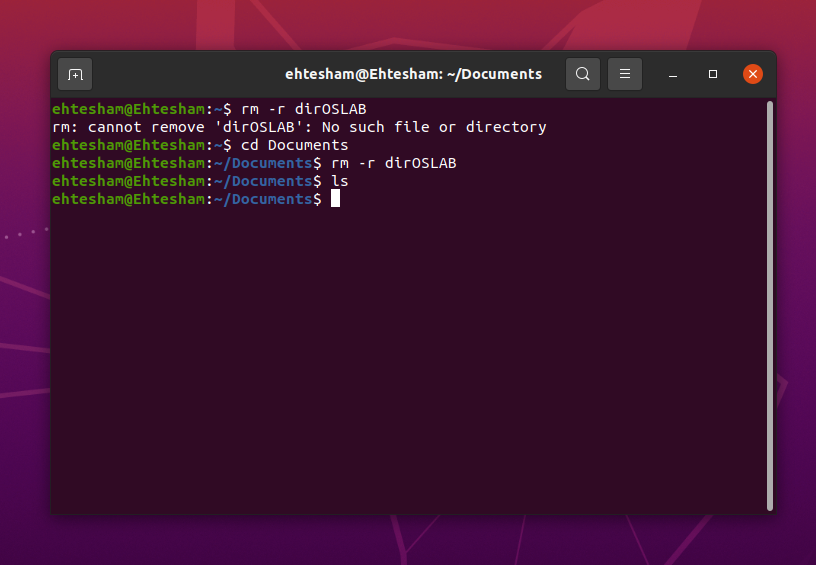 ehtesham@Ehtesham: ~/Documents
ehtesham@Ehtesham:~$ rm -r dirOSLAB
rm: cannot remove 'dirOSLAB': No such file or directory
ehtesham@Ehtesham:~$ cd Documents
ehtesham@Ehtesham:~/Documents$ rm -r dirOSLAB
ehtesham@Ehtesham:~/Documents$ ls
ehtesham@Ehtesham:~/Documents$